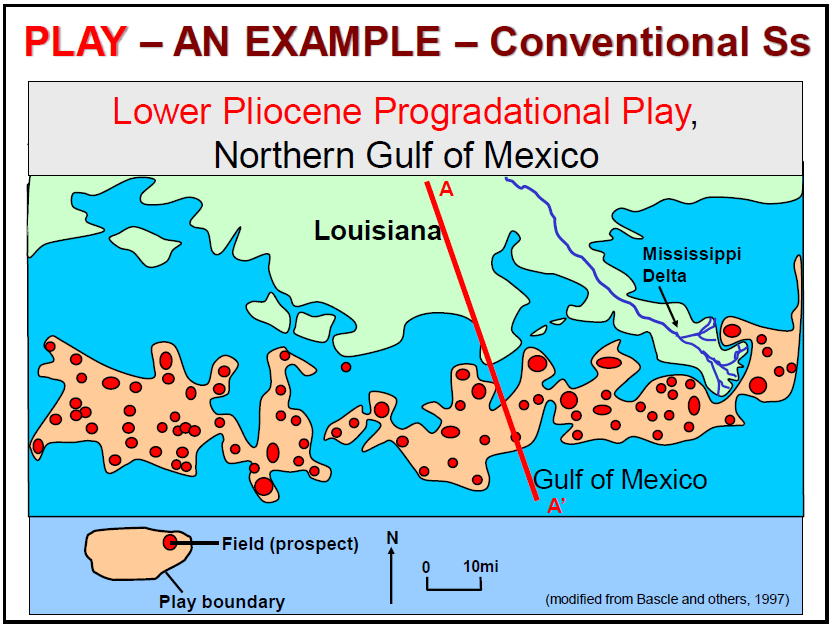 PLAY – AN EXAMPLE – Conventional Ss
Lower Pliocene Progradational Play,
Northern Gulf of Mexico
A
Louisiana
Mississippi
Delta
Gulf of Mexico
A'
Field (prospect)
Play boundary
N
0 10mi
(modified from Bascle and others, 1997)